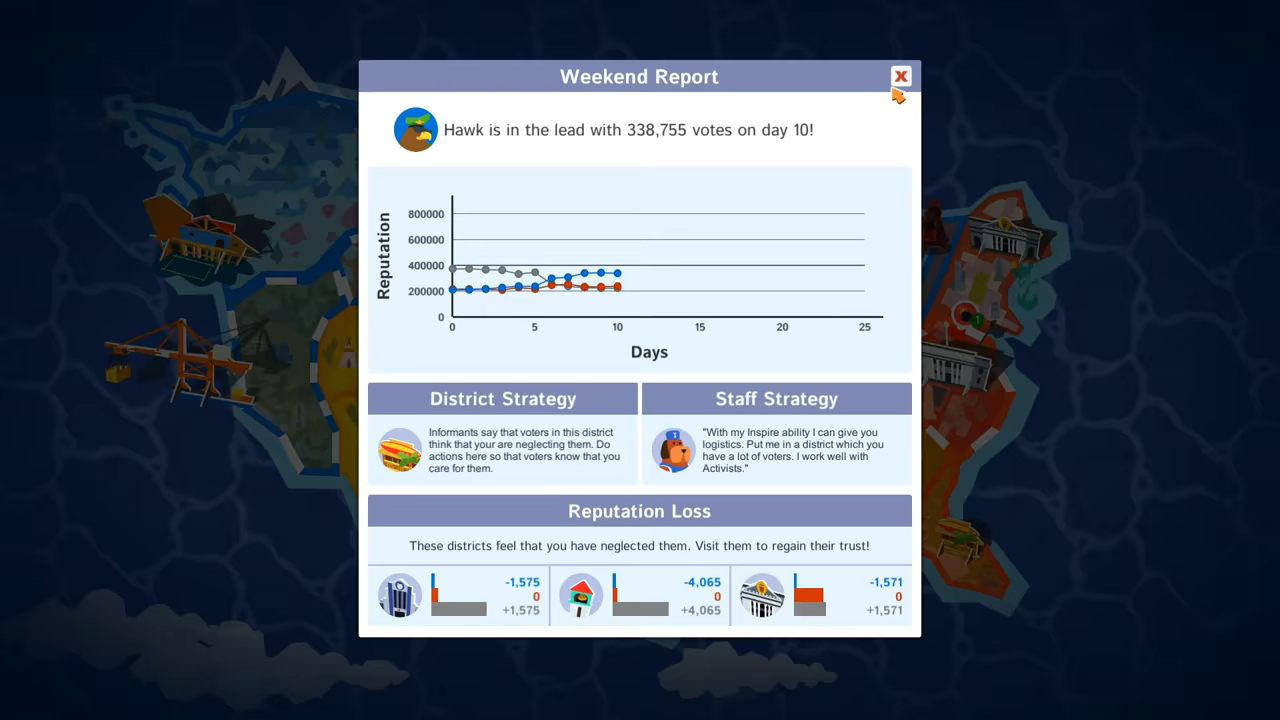 Weekend Report
X
Hawk is in the lead with 338,755 votes on day 10!
Reputation
800000
600000
400000
200000
0
0 5 10 15 20 25
Days
District Strategy
Informants say that voters in this district
think that your are neglecting them. Do
actions here so that voters know that you
care for them.
Staff Strategy
"With my Inspire ability I can give you
logistics. Put me in a district which you
have a lot of voters. I work well with
Activists."
Reputation Loss
These districts feel that you have neglected them. Visit them to regain their trust!
-1,575
0
+1,575
-4,065
0
+4,065
-1,571
0
+1,571